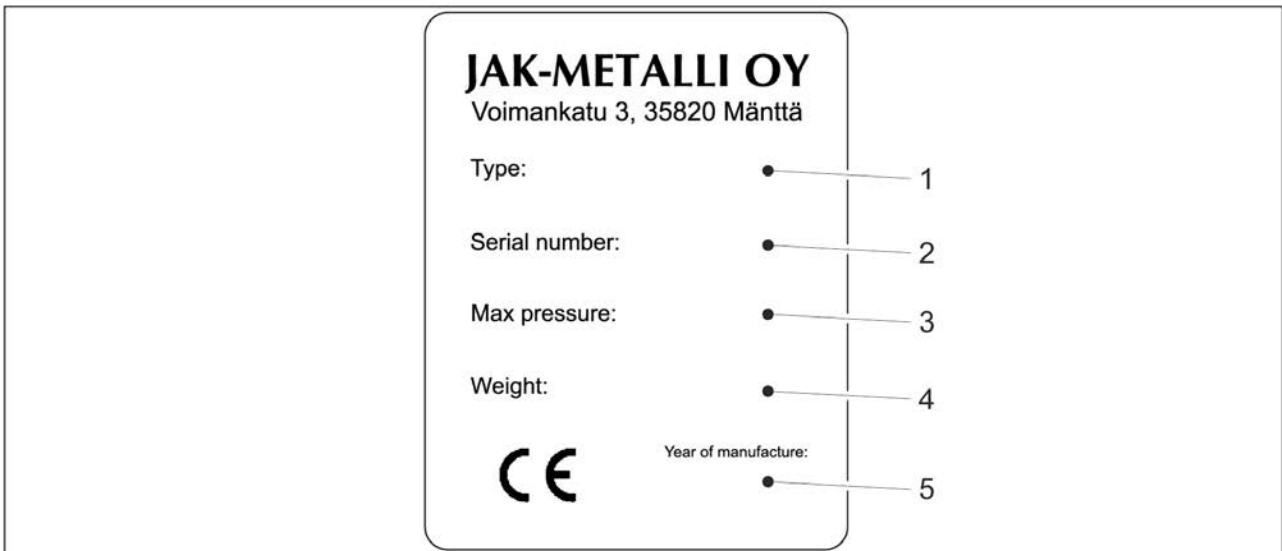 JAK-METALLI OY
Voimankatu 3, 35820 Mänttä
Type: 1
Serial number: 2
Max pressure: 3
Weight: 4
Year of manufacture:
CE 5